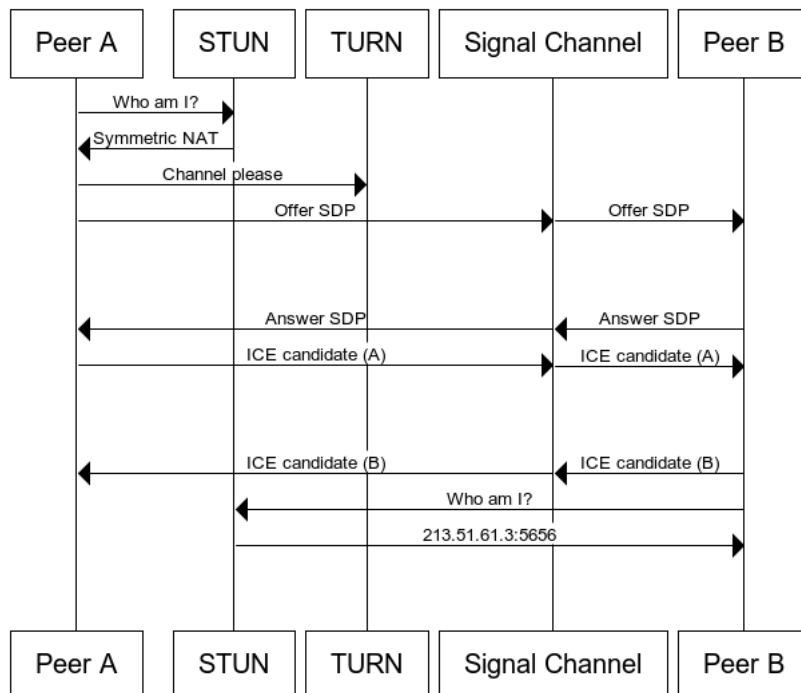 Peer A
STUN
TURN
Signal Channel
Peer B
Who am I?
Symmetric NAT
Channel please
Offer SDP
Offer SDP
Answer SDP
Answer SDP
ICE candidate (A)
ICE candidate (A)
ICE candidate (B)
ICE candidate (B)
Who am I?
213.51.61.3:5656
Peer A
STUN
TURN
Signal Channel
Peer B